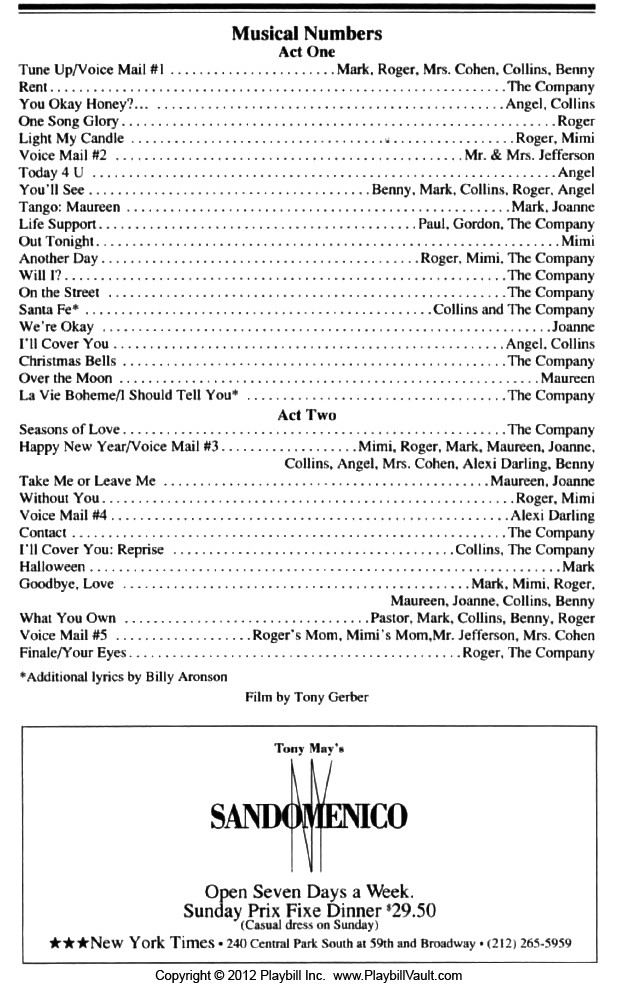 Musical Numbers
Act One
Tune Up/Voice Mail #1 ........................Mark, Roger, Mrs. Cohen, Collins, Benny
Rent..................................................................The Company
You Okay Honey?... ..................................................Angel, Collins
One Song Glory...............................................................Roger
Light My Candle ........................................................Roger, Mimi
Voice Mail #2 ..................................................Mr. & Mrs. Jefferson
Today 4 U ...................................................................Angel
You'll See ........................................Benny, Mark, Collins, Roger, Angel
Tango: Maureen .......................................................Mark, Joanne
Life Support..............................................Paul, Gordon, The Company
Out Tonight...................................................................Mimi
Another Day..............................................Roger, Mimi, The Company
Will I?................................................................The Company
On the Street .........................................................The Company
Santa Fe* .................................................Collins and The Company
We're Okay .................................................................Joanne
I'll Cover You .......................................................Angel, Collins
Christmas Bells .......................................................The Company
Over the Moon .............................................................Maureen
La Vie Boheme/I Should Tell You* .....................................The Company
Act Two
Seasons of Love........................................................The Company
Happy New Year/Voice Mail #3....................Mimi, Roger, Mark, Maureen, Joanne,
Collins, Angel, Mrs. Cohen, Alexi Darling, Benny
Take Me or Leave Me ...............................................Maureen, Joanne
Without You............................................................Roger, Mimi
Voice Mail #4.........................................................Alexi Darling
Contact ................................................................The Company
I'll Cover You: Reprise ........................................Collins, The Company
Halloween ....................................................................Mark
Goodbye, Love ..................................................Mark, Mimi, Roger,
Maureen, Joanne, Collins, Benny
What You Own ....................................Pastor, Mark, Collins, Benny, Roger
Voice Mail #5 ....................Roger's Mom, Mimi's Mom,Mr. Jefferson, Mrs. Cohen
Finale/Your Eyes................................................Roger, The Company
*Additional lyrics by Billy Aronson
Film by Tony Gerber
Tony May's
SANDOMENICO
Open Seven Days a Week.
Sunday Prix Fixe Dinner $29.50
(Casual dress on Sunday)
★★★New York Times • 240 Central Park South at 59th and Broadway • (212) 265-5959
Copyright © 2012 Playbill Inc. www.PlaybillVault.com